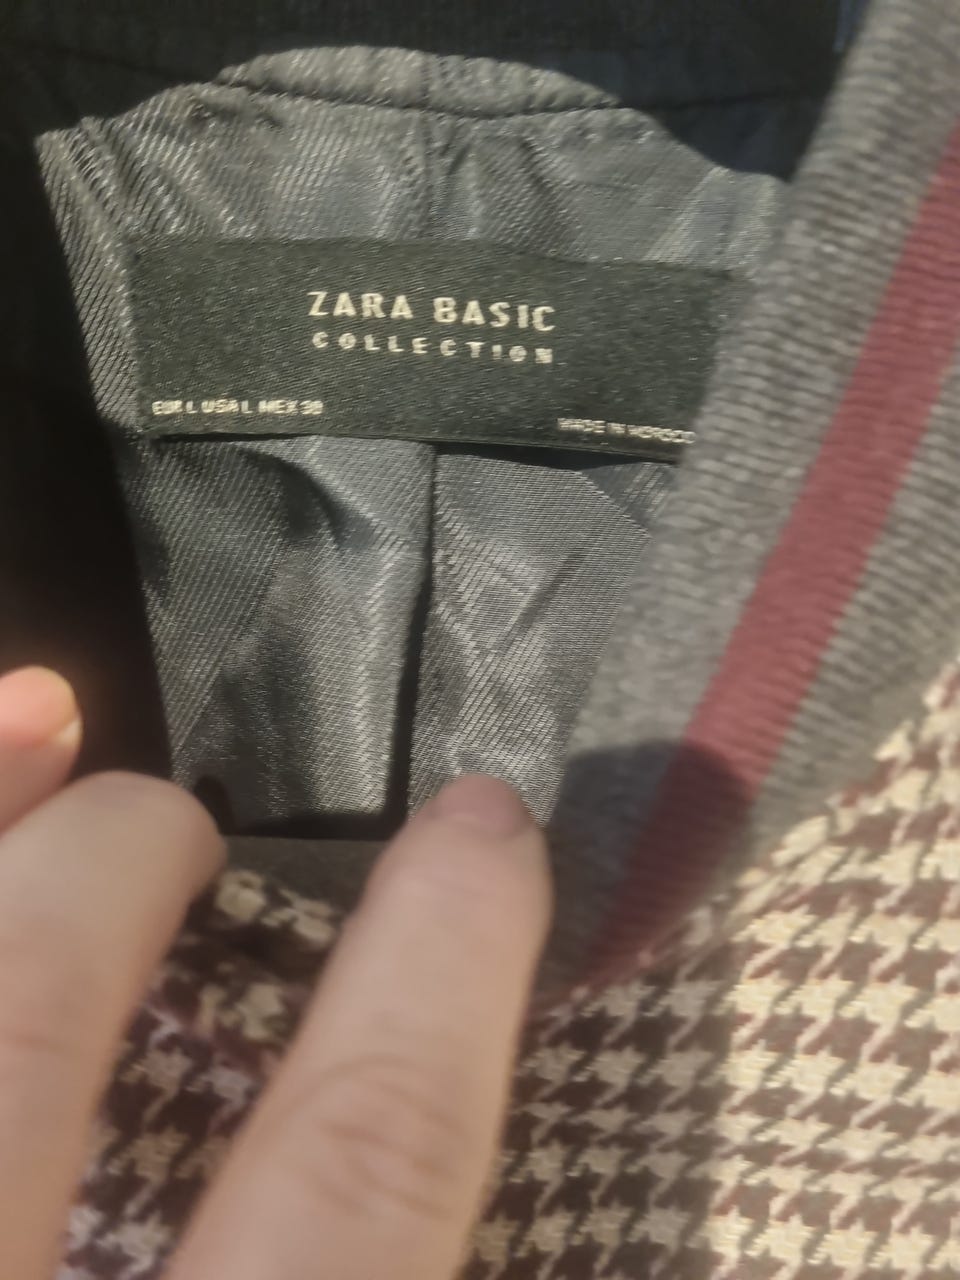 ZARA BASIC
COLLECTION
EUR L USA L MEX 30
MADE IN MOROCCO